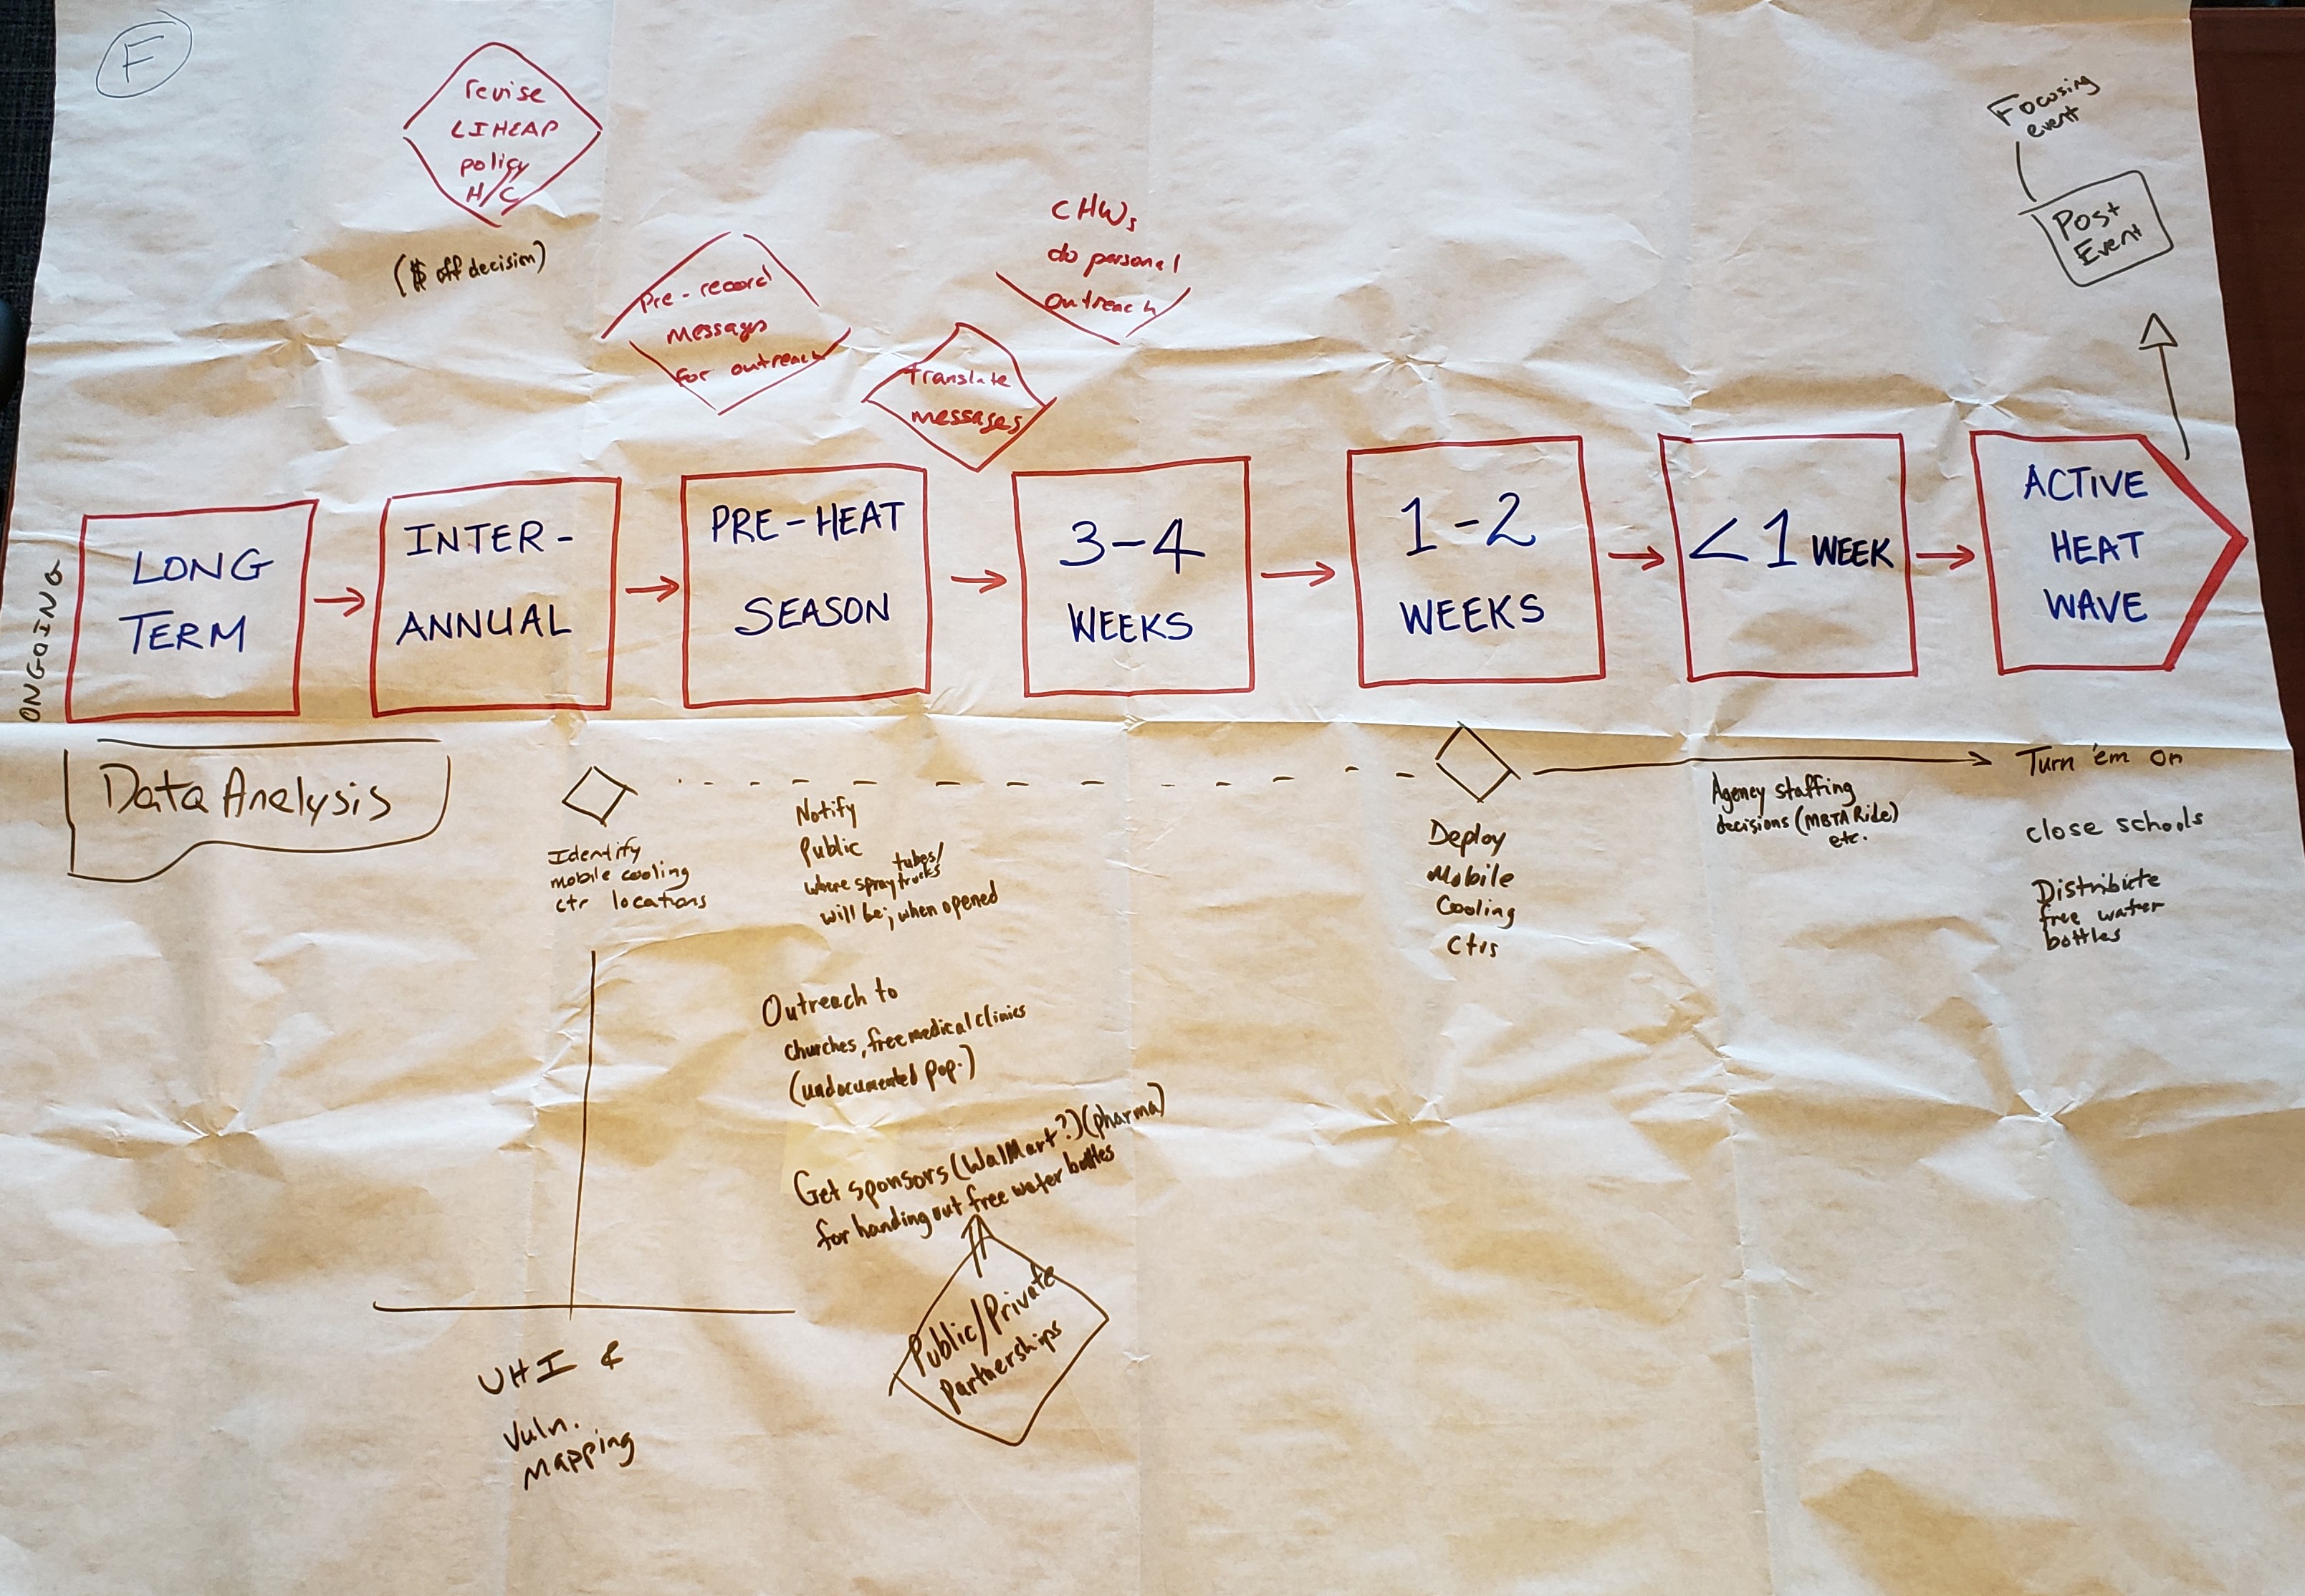 F
revise
LIHEAP
policy
H/C
($ off decision)
Pre-record
messages
for outreach
Translate
messages
CHWs
do personal
outreach
Focusing
event
Post
Event
ONGOING
LONG
TERM
INTER-
ANNUAL
PRE-HEAT
SEASON
3-4
WEEKS
1-2
WEEKS
<1 WEEK
ACTIVE
HEAT
WAVE
Data Analysis
Identify
mobile cooling
ctr locations
Notify
Public
tubes/
where spray trucks
will be; when opened
Deploy
Mobile
Cooling
Ctrs
Agency staffing
decisions (MBTA Ride)
etc.
Turn 'em on
close schools
Distribute
free water
bottles
Outreach to
churches, free medical clinics
(undocumented pop.)
Get sponsors (WalMart?) (pharma)
for handing out free water bottles
Public/Private
Partnerships
UHI &
Vuln.
mapping